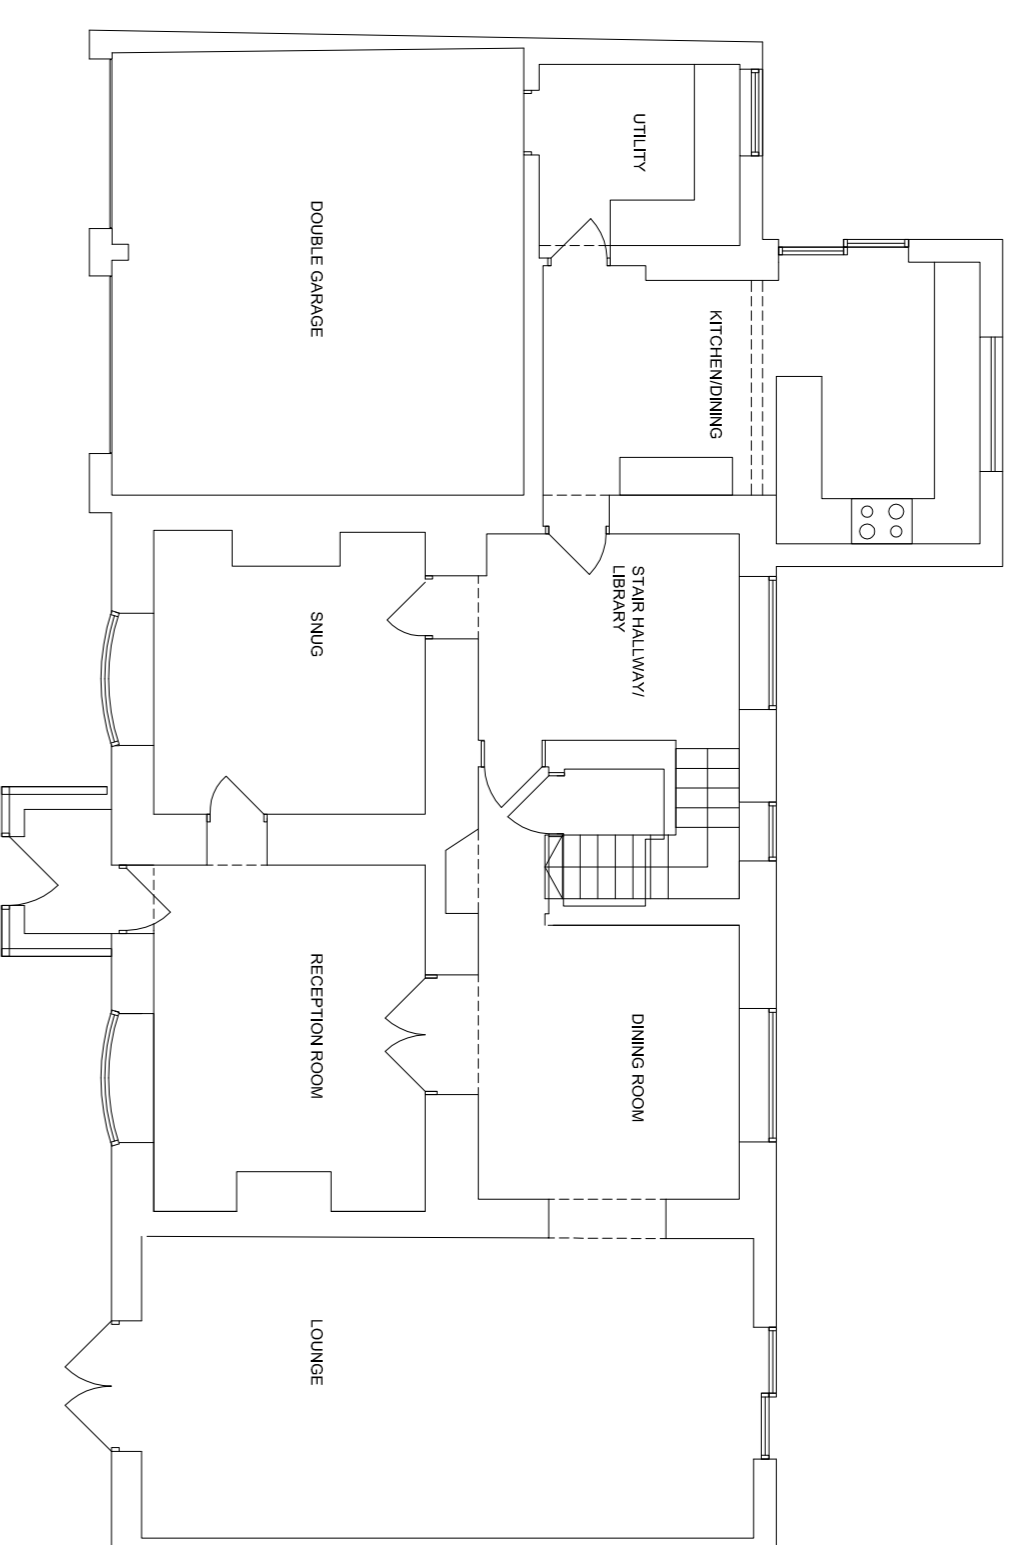 UTILITY
DOUBLE GARAGE
KITCHEN/DINING
STAIR HALLWAY/
LIBRARY
SNUG
RECEPTION ROOM
DINING ROOM
LOUNGE